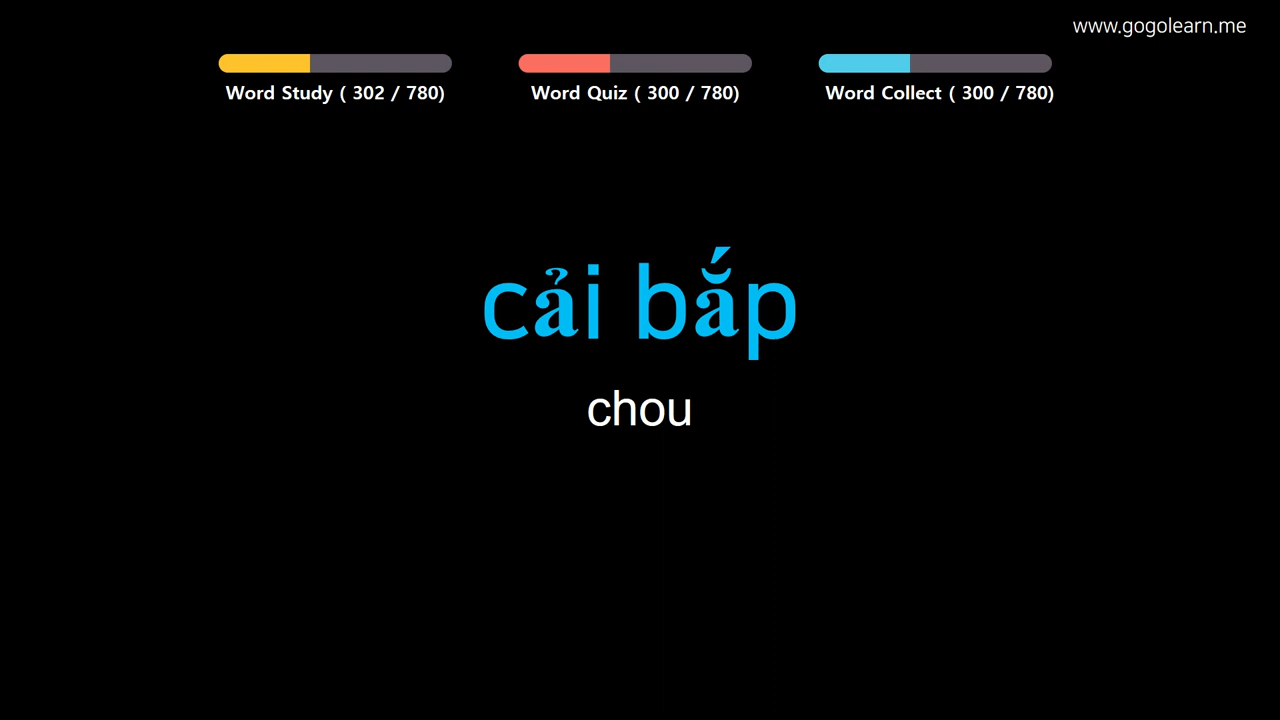 www.gogolearn.me
Word Study ( 302 / 780)
Word Quiz ( 300 / 780)
Word Collect ( 300 / 780)
cải bắp
chou